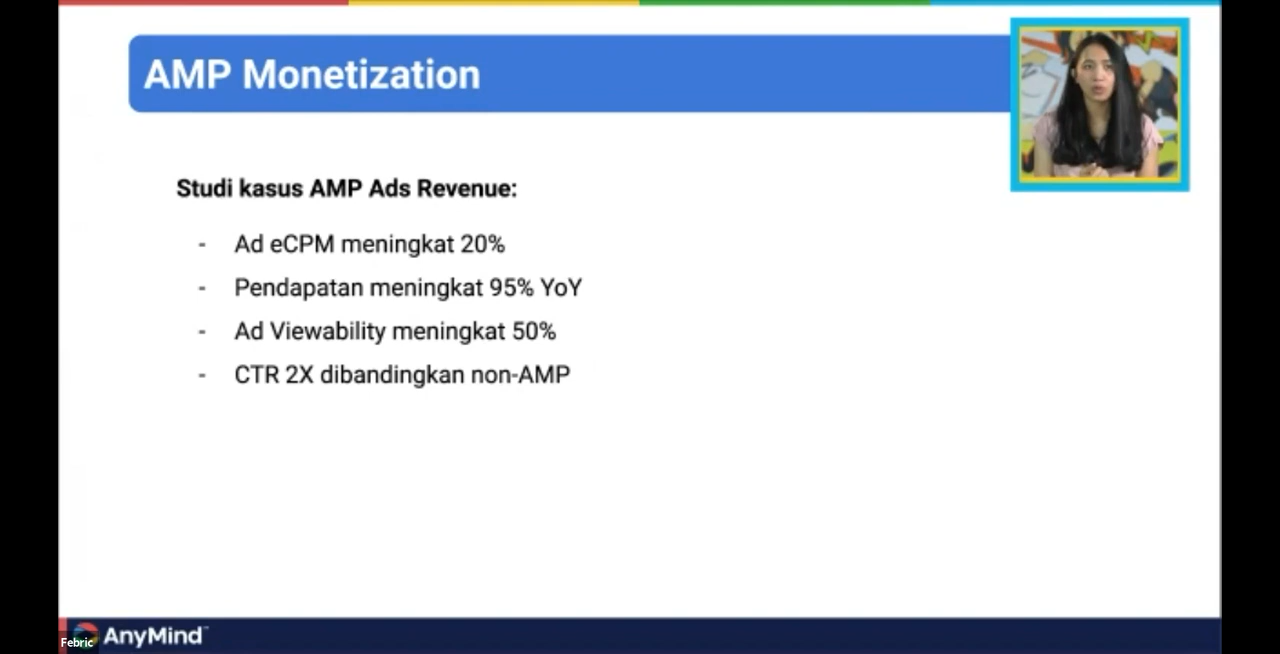 AMP Monetization
Studi kasus AMP Ads Revenue:
- Ad eCPM meningkat 20%
- Pendapatan meningkat 95% YoY
- Ad Viewability meningkat 50%
- CTR 2X dibandingkan non-AMP
Febric
AnyMind